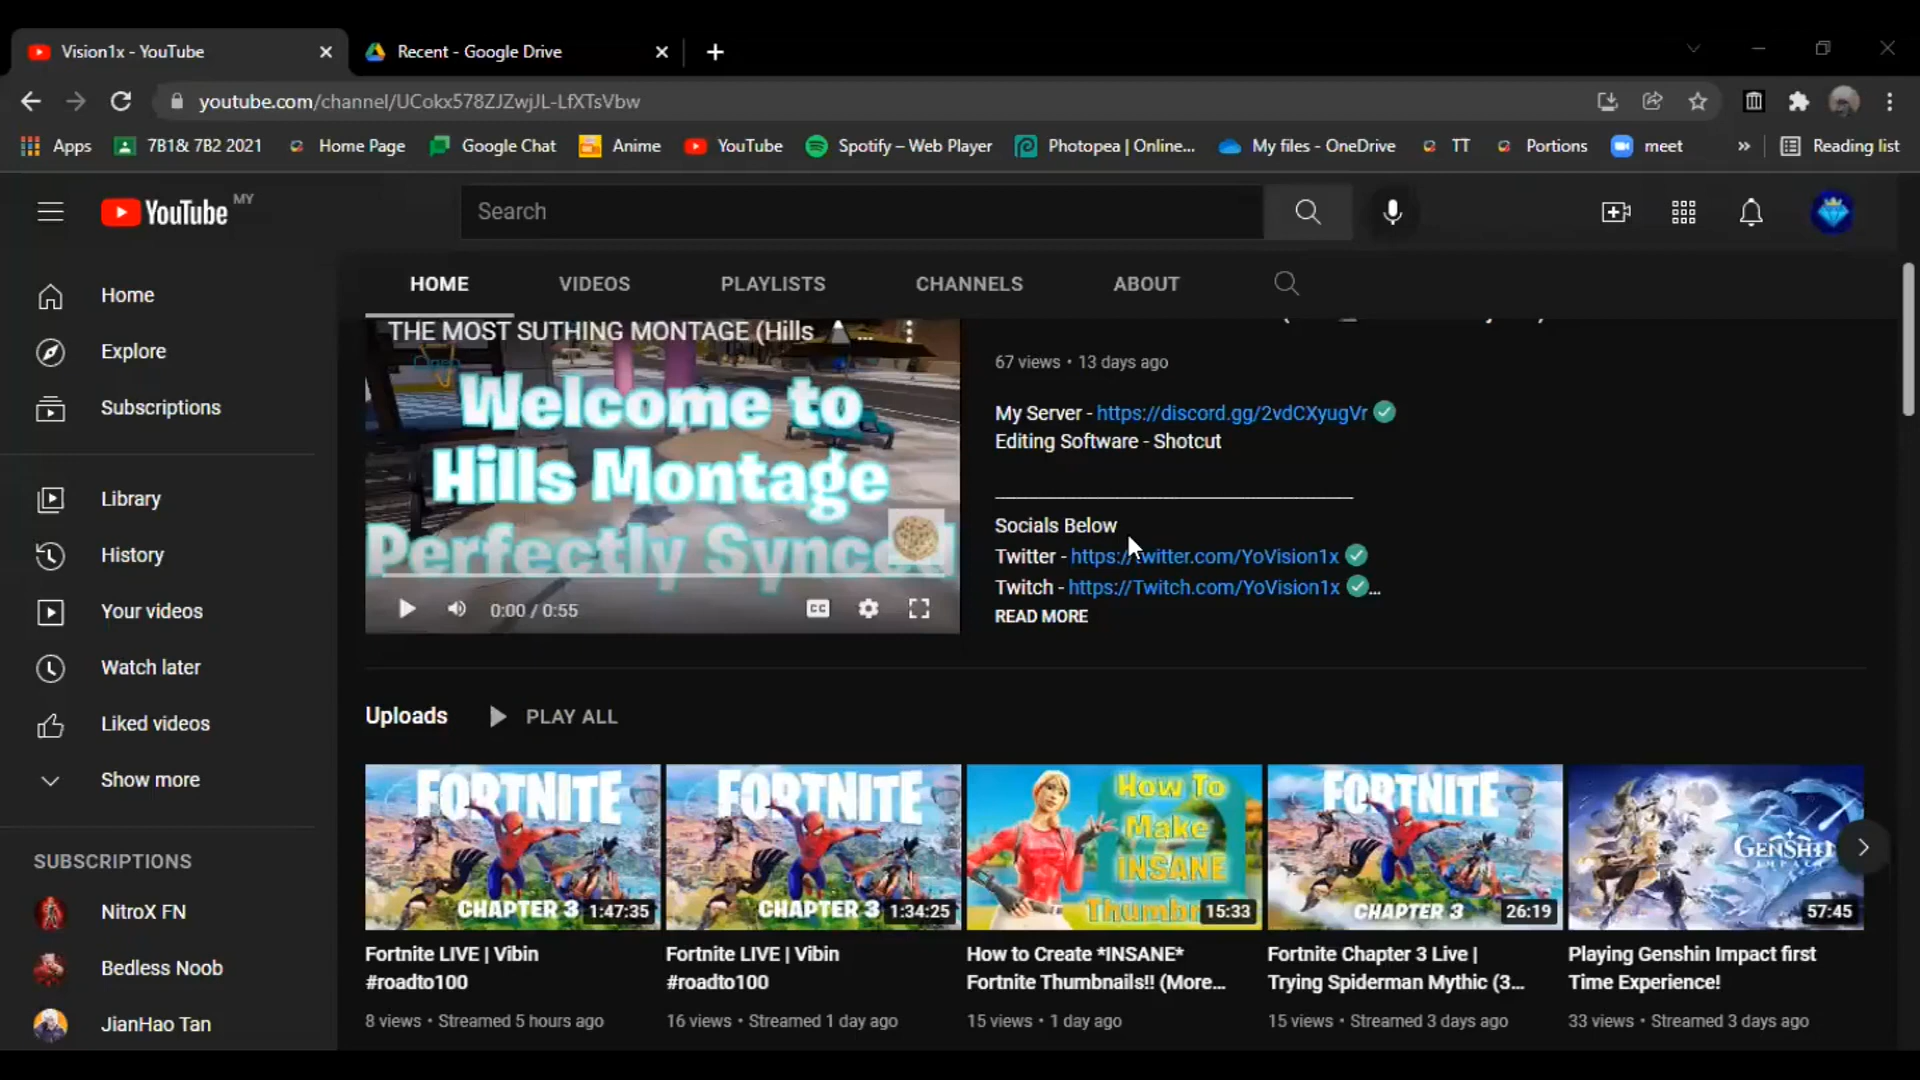 Vision1x - YouTube
Recent - Google Drive
youtube.com/channel/UCokx578ZJZwjJL-LfXTsVbw
Apps
7B1& 7B2 2021
Home Page
Google Chat
Anime
YouTube
Spotify – Web Player
Photopea | Online...
My files - OneDrive
TT
Portions
meet
»
Reading list
YouTube MY
Search
HOME
VIDEOS
PLAYLISTS
CHANNELS
ABOUT
Home
Explore
Subscriptions
Library
History
Your videos
Watch later
Liked videos
Show more
SUBSCRIPTIONS
NitroX FN
Bedless Noob
JianHao Tan
THE MOST SUTHING MONTAGE (Hills ...
Welcome to
Hills Montage
Perfectly Synced
0:00 / 0:55
CC
67 views • 13 days ago
My Server - https://discord.gg/2vdCXyugVr
Editing Software - Shotcut
Socials Below
Twitter - https://twitter.com/YoVision1x
Twitch - https://Twitch.com/YoVision1x ...
READ MORE
Uploads
PLAY ALL
FORTNITE
CHAPTER 3
1:47:35
Fortnite LIVE | Vibin
#roadto100
8 views • Streamed 5 hours ago
FORTNITE
CHAPTER 3
1:34:25
Fortnite LIVE | Vibin
#roadto100
16 views • Streamed 1 day ago
How To
Make
INSANE
15:33
How to Create *INSANE*
Fortnite Thumbnails!! (More...
15 views • 1 day ago
FORTNITE
CHAPTER 3
26:19
Fortnite Chapter 3 Live |
Trying Spiderman Mythic (3...
15 views • Streamed 3 days ago
GENSHIN
IMPACT
57:45
Playing Genshin Impact first
Time Experience!
33 views • Streamed 3 days ago